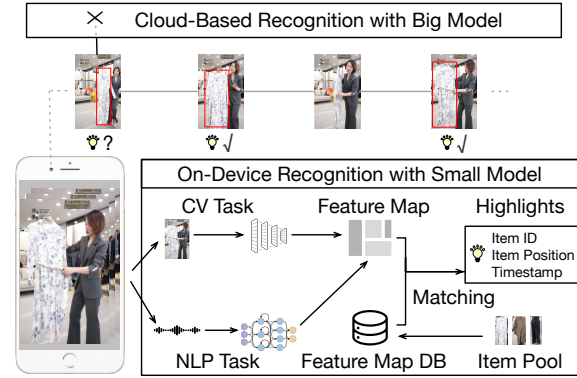 Cloud-Based Recognition with Big Model
?
√
√
On-Device Recognition with Small Model
CV Task
Feature Map
Highlights
Item ID
Item Position
Timestamp
Matching
NLP Task
Feature Map DB
Item Pool